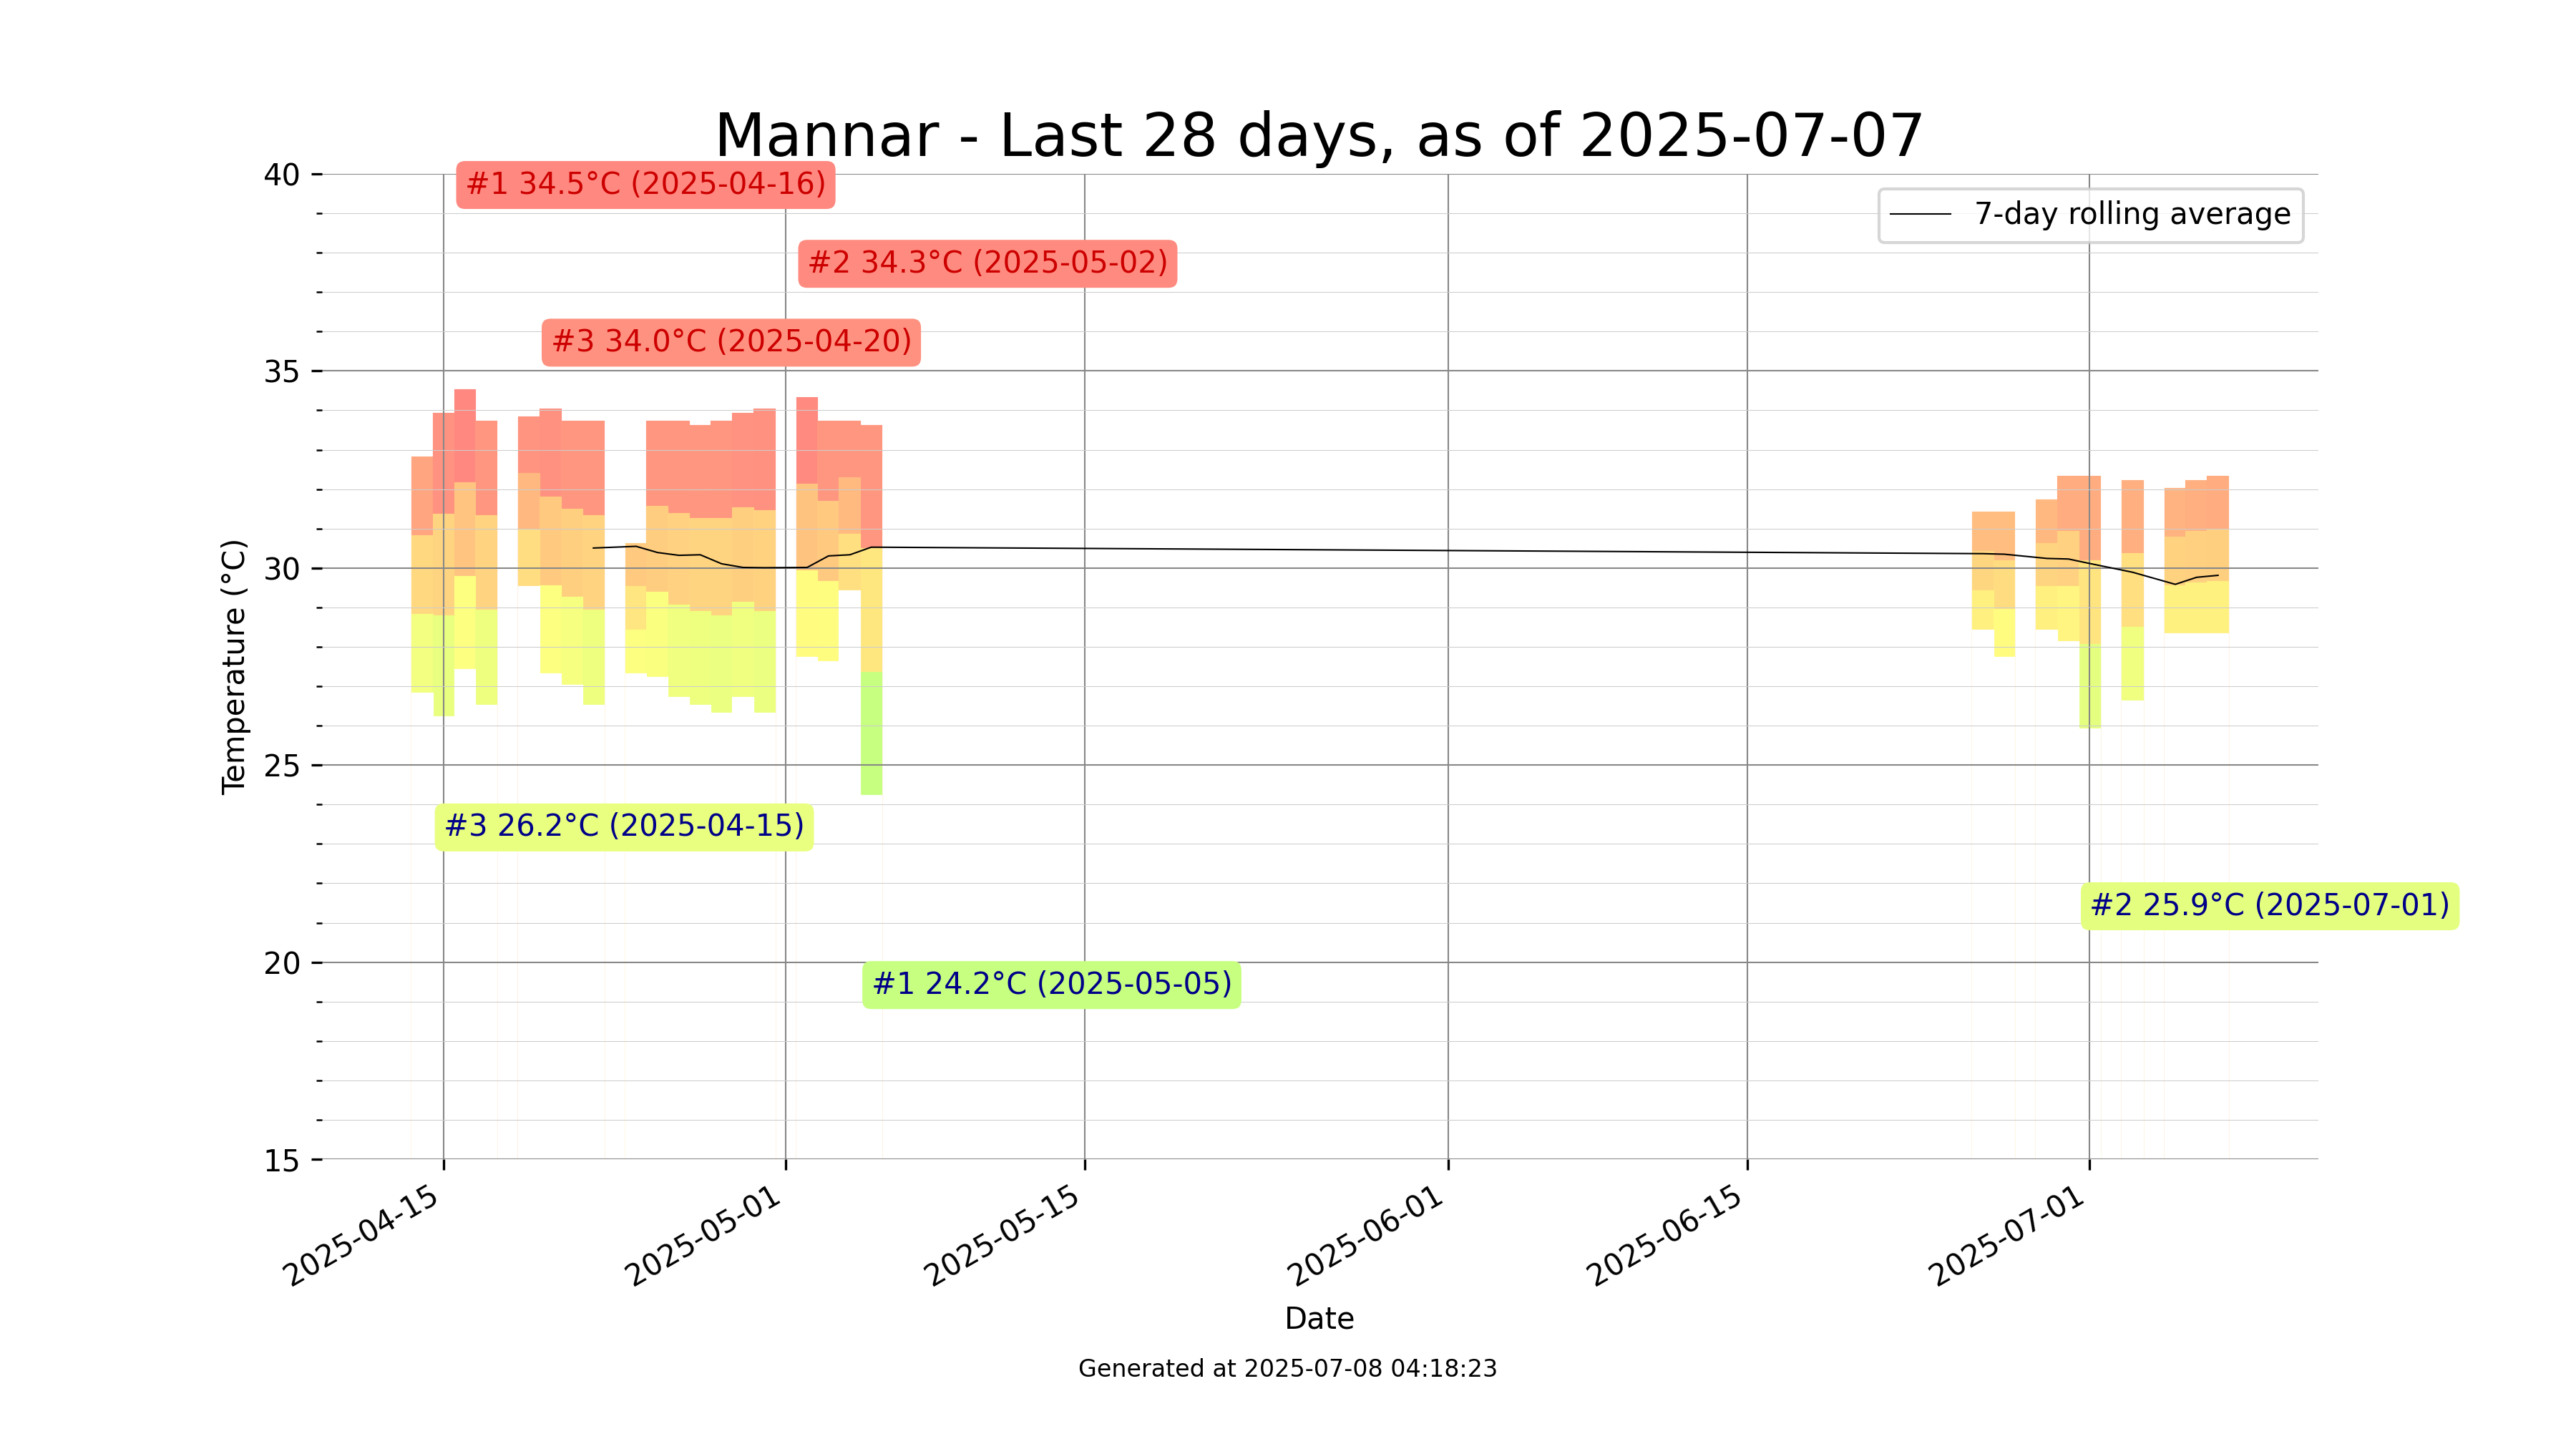 Mannar - Last 28 days, as of 2025-07-07
40
#1 34.5°C (2025-04-16)
7-day rolling average
#2 34.3°C (2025-05-02)
#3 34.0°C (2025-04-20)
35
30
Temperature (°C)
25
#3 26.2°C (2025-04-15)
#2 25.9°C (2025-07-01)
20
#1 24.2°C (2025-05-05)
15
2025-04-15
2025-05-01
2025-05-15
2025-06-01
2025-06-15
2025-07-01
Date
Generated at 2025-07-08 04:18:23